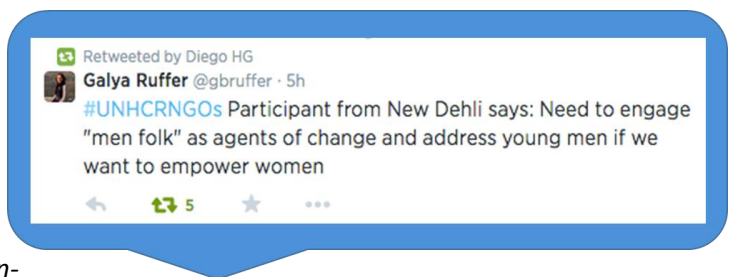 Retweeted by Diego HG
Galya Ruffer @gbruffer · 5h
#UNHCRNGOs Participant from New Dehli says: Need to engage
"men folk" as agents of change and address young men if we
want to empower women
5
n-